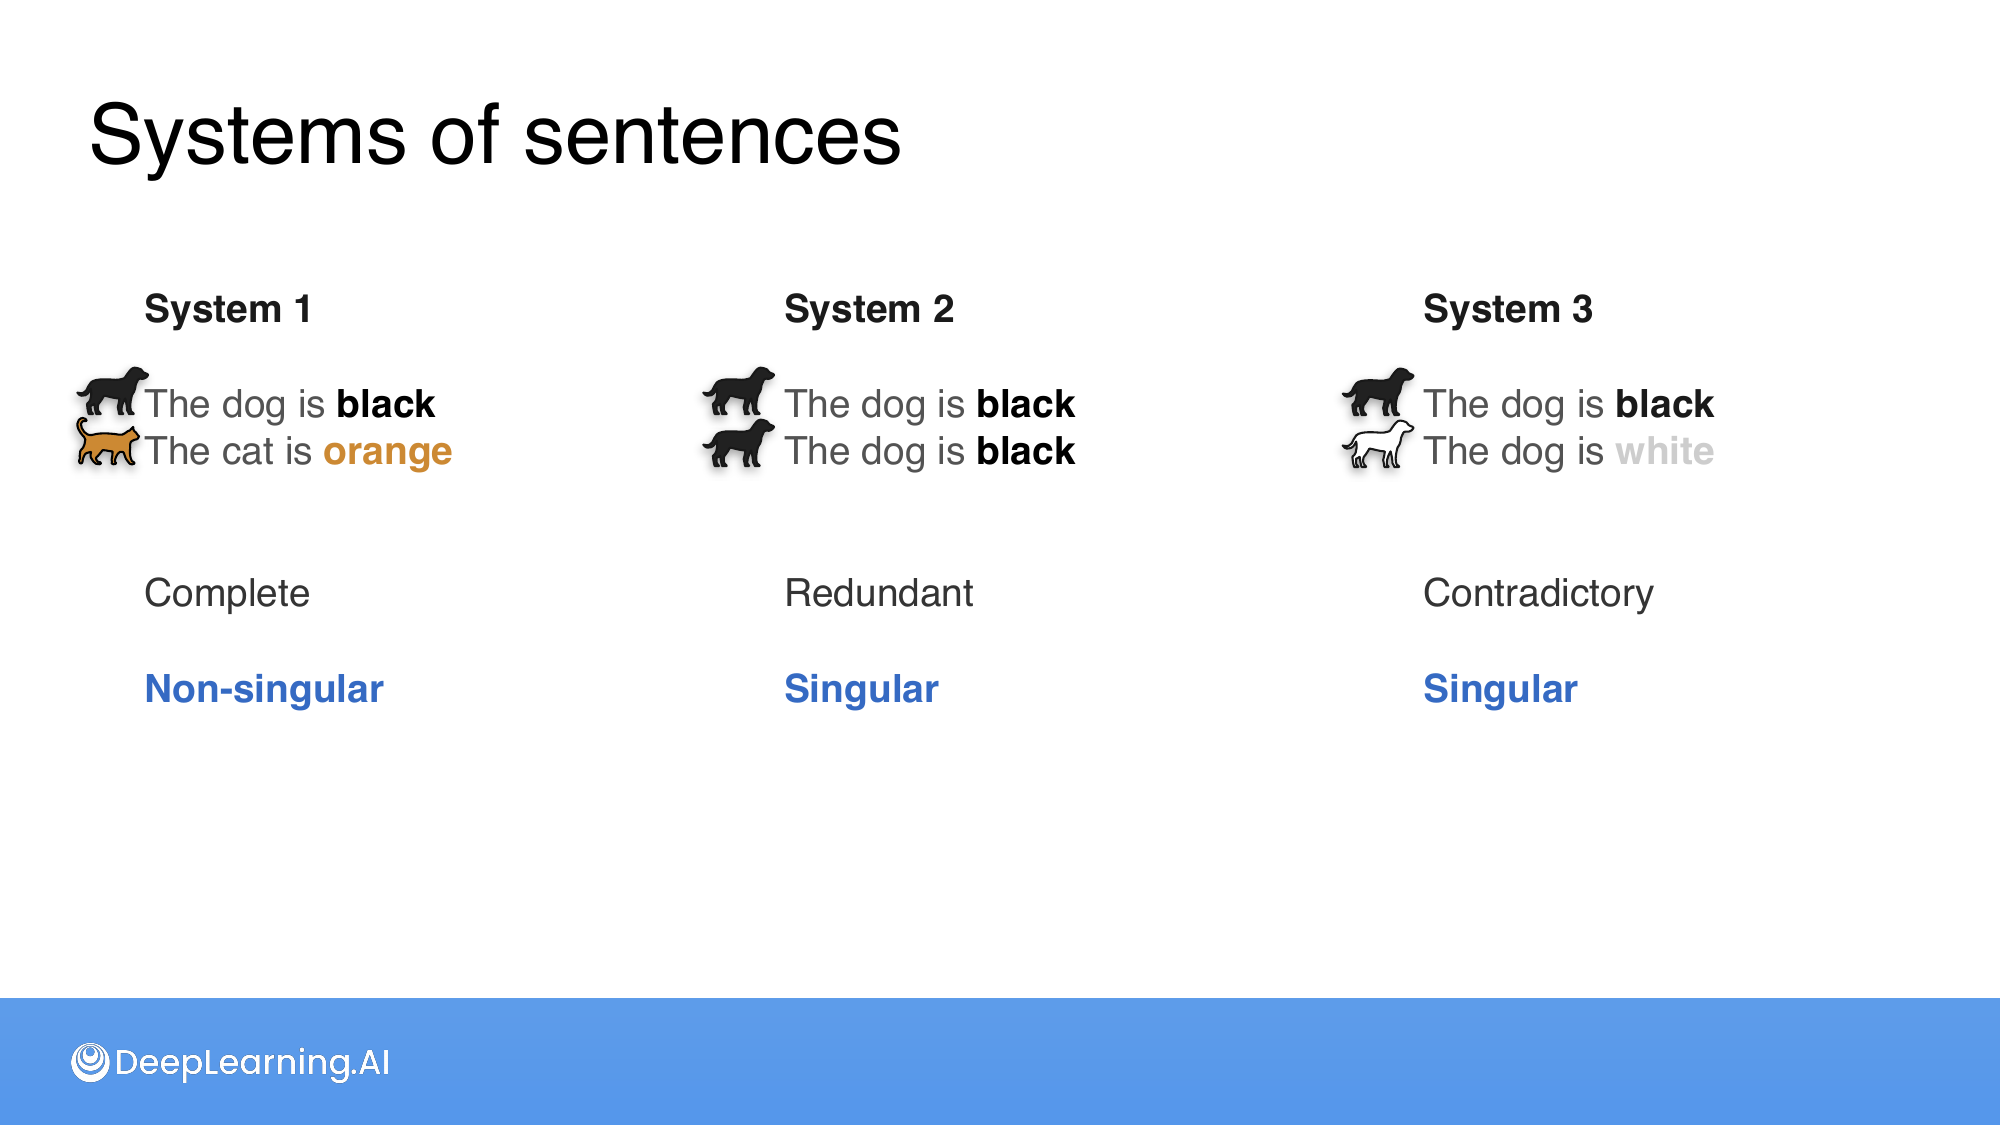 Systems of sentences
System 1
The dog is black
The cat is orange
Complete
Non-singular
System 2
The dog is black
The dog is black
Redundant
Singular
System 3
The dog is black
The dog is white
Contradictory
Singular
DeepLearning.AI